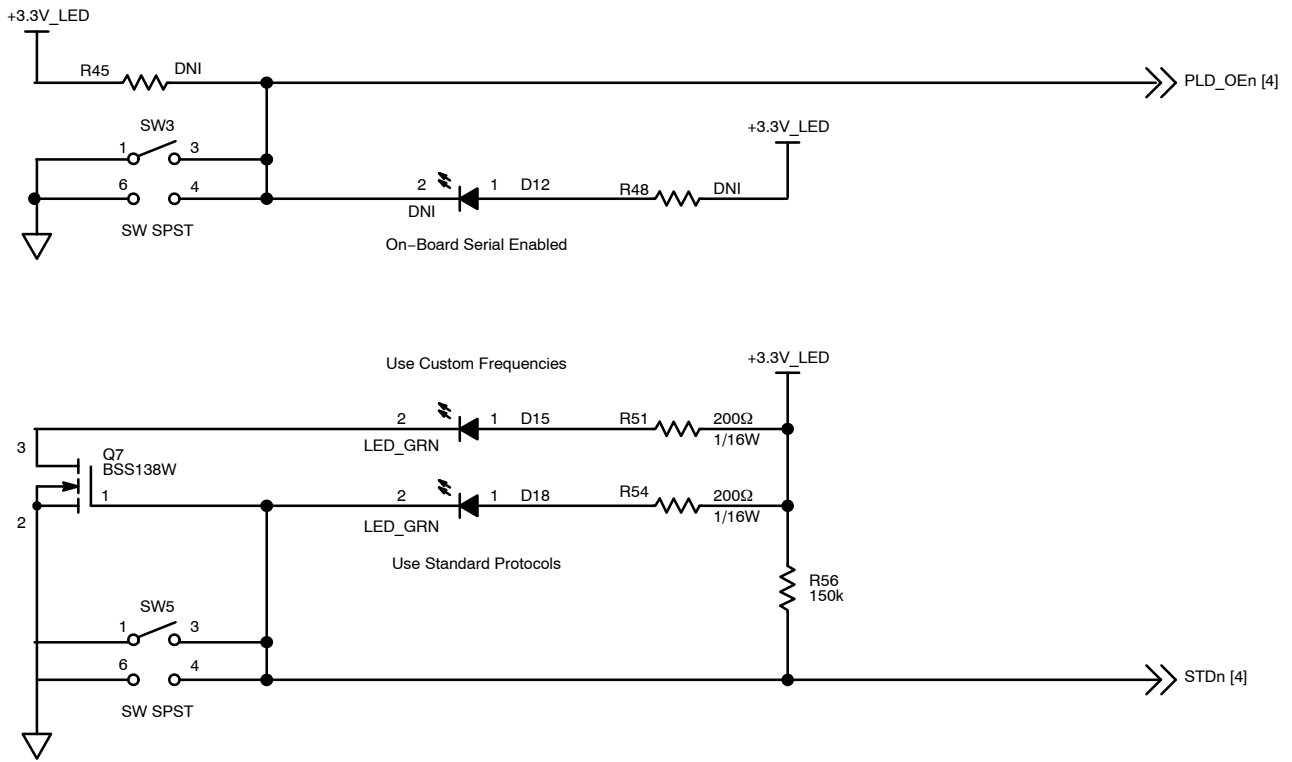 +3.3V_LED
R45
DNI
PLD_OEn [4]
SW3
1
3
+3.3V_LED
6
4
2
1
D12
R48
DNI
DNI
SW SPST
On−Board Serial Enabled
Use Custom Frequencies
+3.3V_LED
2
1
D15
R51
200Ω
1/16W
LED_GRN
3
Q7
BSS138W
1
2
2
1
D18
R54
200Ω
1/16W
LED_GRN
Use Standard Protocols
R56
150k
SW5
1
3
6
4
STDn [4]
SW SPST